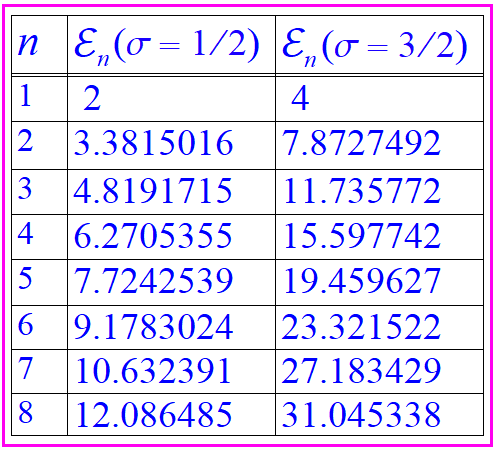 n ℰₙ(σ = 1/2) ℰₙ(σ = 3/2)
1 2 4
2 3.3815016 7.8727492
3 4.8191715 11.735772
4 6.2705355 15.597742
5 7.7242539 19.459627
6 9.1783024 23.321522
7 10.632391 27.183429
8 12.086485 31.045338